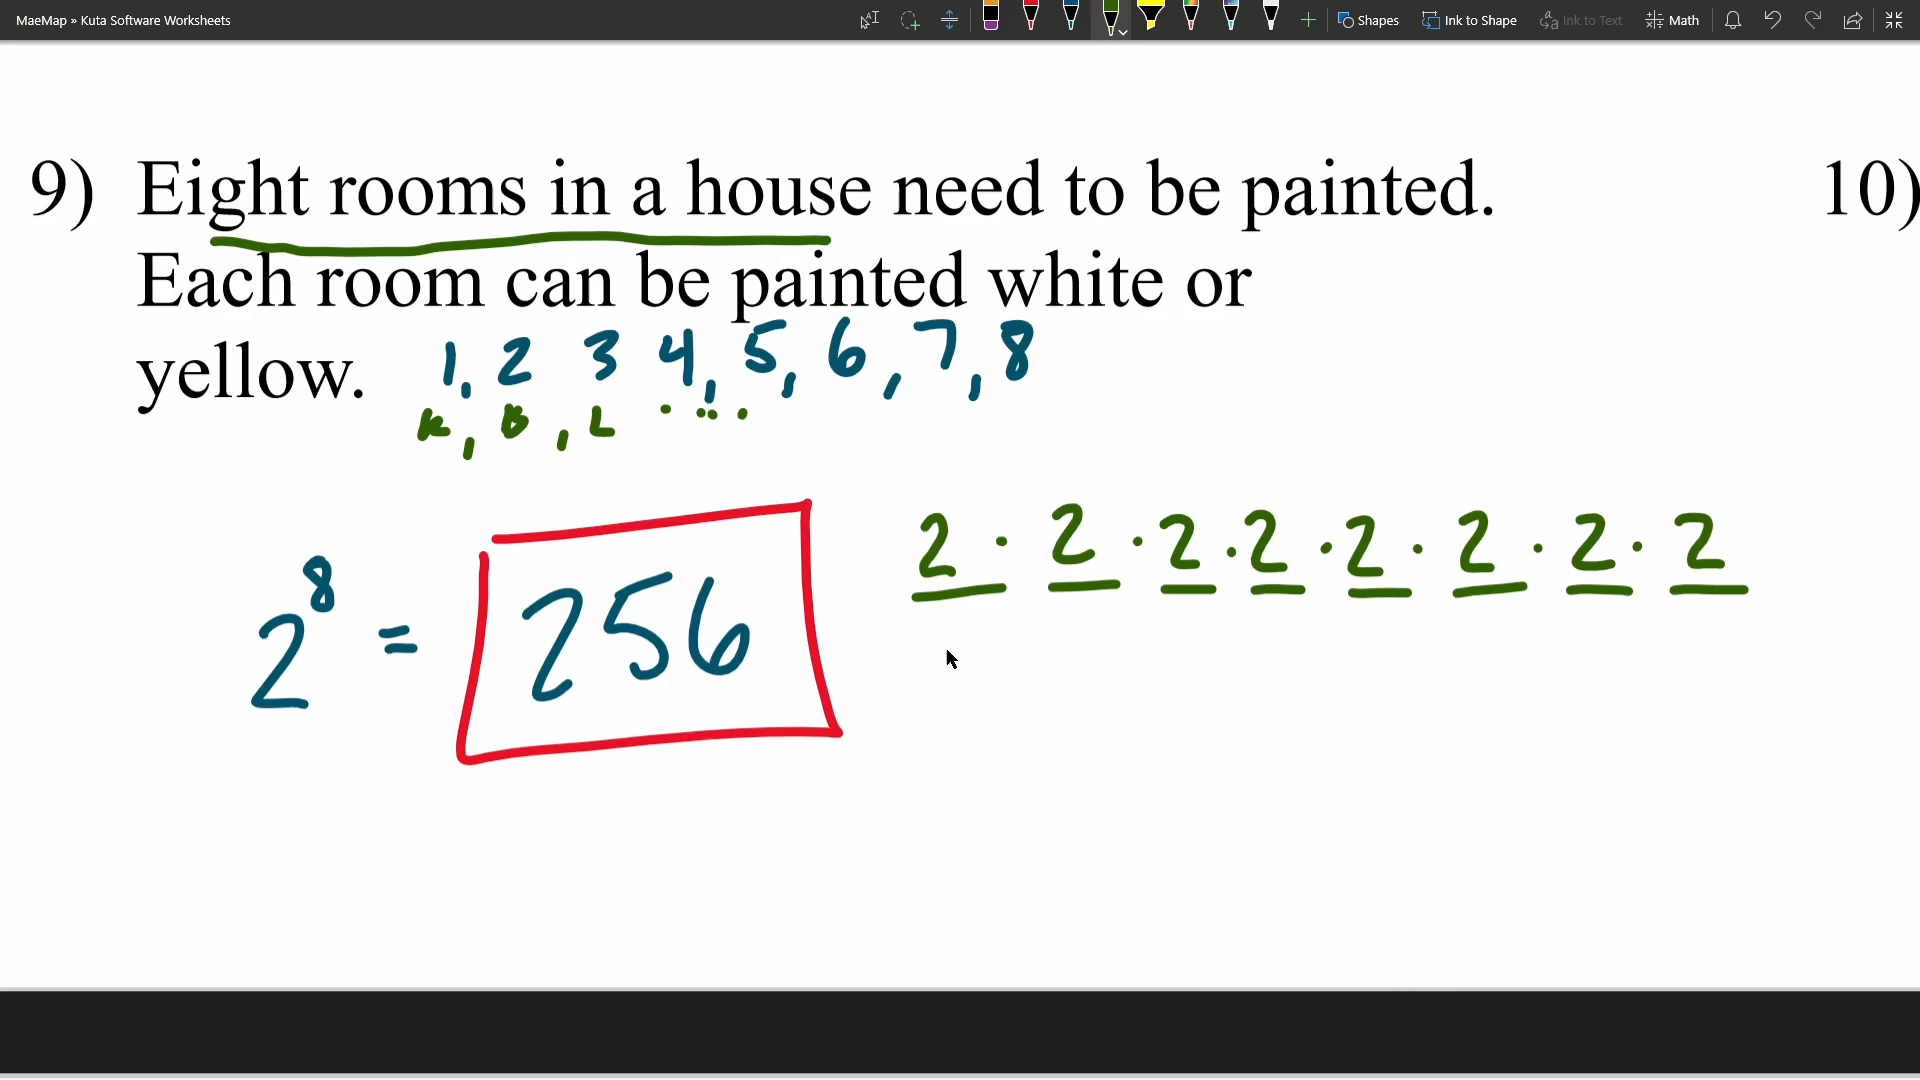 MaeMap » Kuta Software Worksheets
Shapes Ink to Shape Ink to Text Math
9) Eight rooms in a house need to be painted. 10)
Each room can be painted white or
yellow. 1, 2 3 4, 5, 6, 7, 8
K, B, L ....
2 · 2 · 2 · 2 · 2 · 2 · 2 · 2
2⁸ = 256